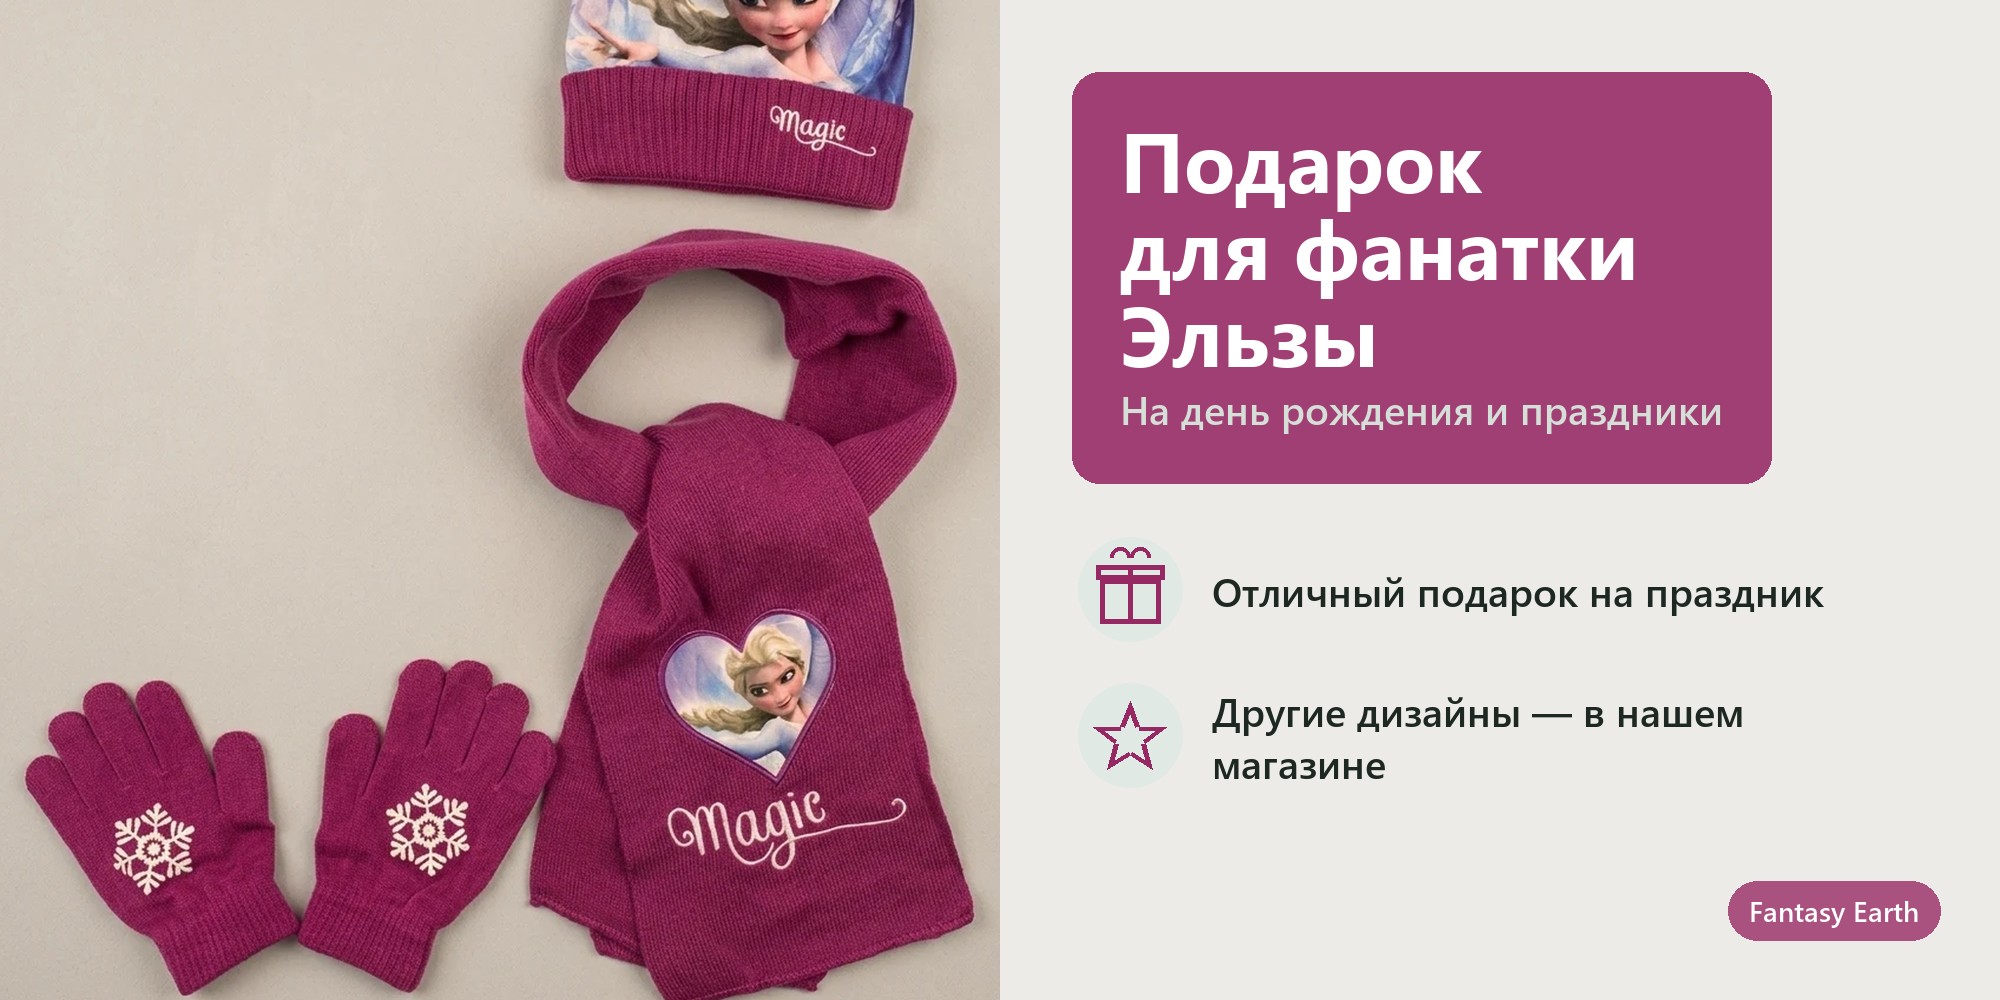 Magic
Magic
Подарок
для фанатки
Эльзы
На день рождения и праздники
Отличный подарок на праздник
Другие дизайны — в нашем
магазине
Fantasy Earth